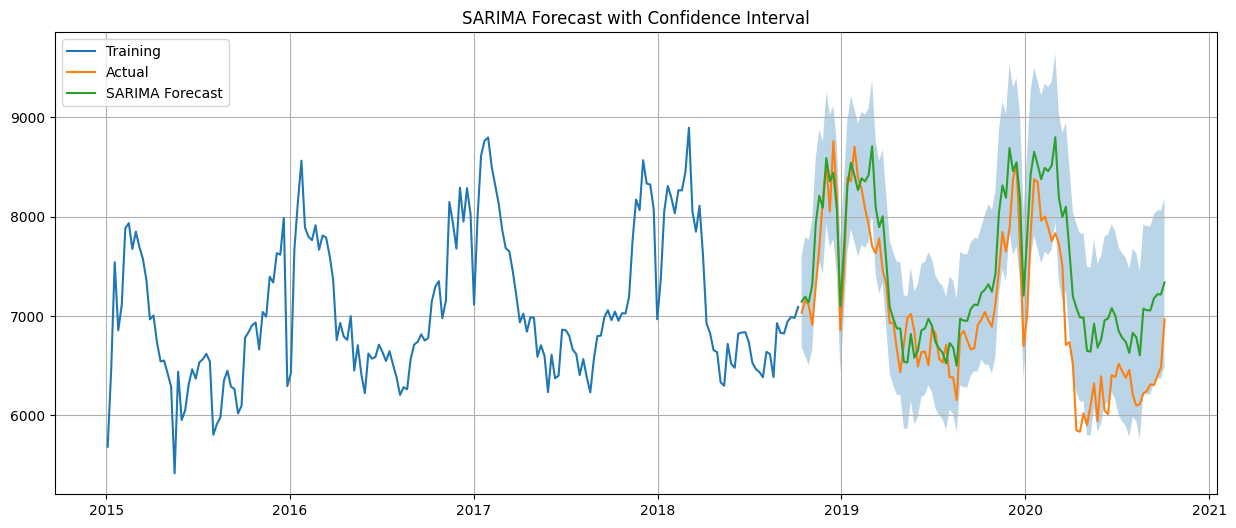 SARIMA Forecast with Confidence Interval
Training
Actual
SARIMA Forecast
9000
8000
7000
6000
2015 2016 2017 2018 2019 2020 2021